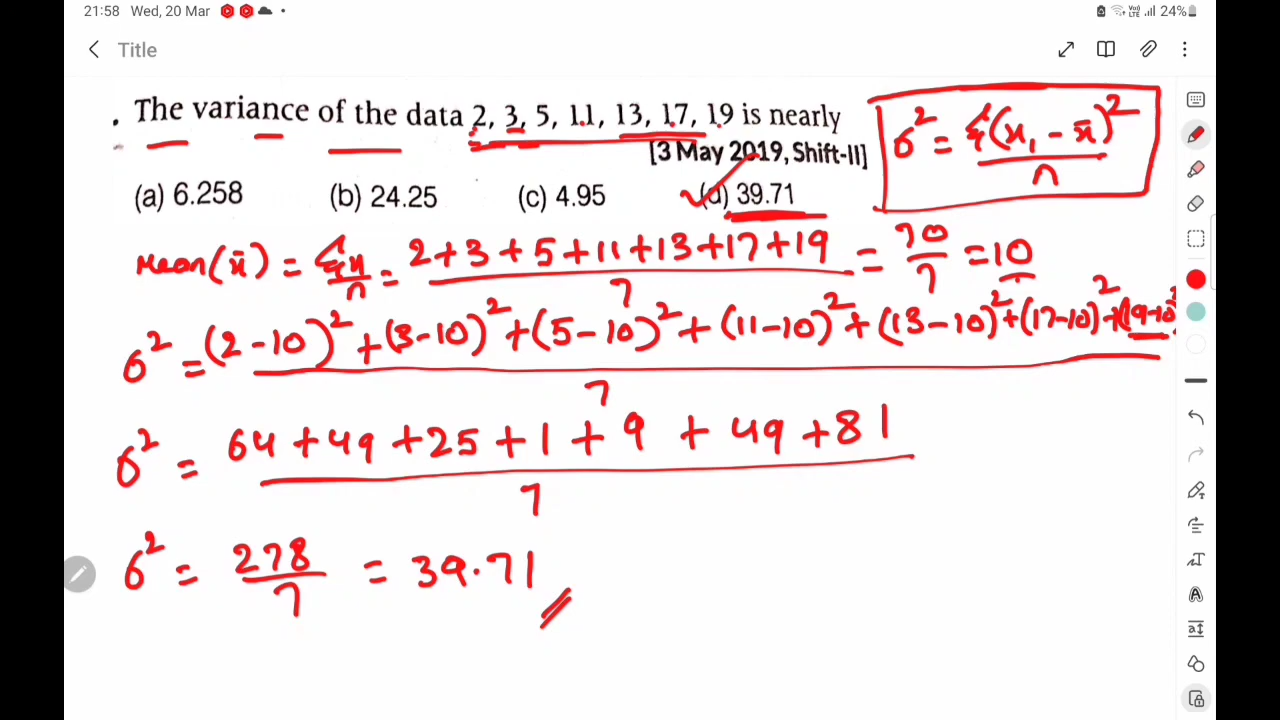 21:58 Wed, 20 Mar
24%
Title
. The variance of the data 2, 3, 5, 11, 13, 17, 19 is nearly
[3 May 2019, Shift-II]
(a) 6.258 (b) 24.25 (c) 4.95 (d) 39.71
σ² = Σ(x₁ - x̄)² / n
Mean(x̄) = Σx/n = 2+3+5+11+13+17+19 / 7 = 70/7 = 10
σ² = (2-10)² + (3-10)² + (5-10)² + (11-10)² + (13-10)² + (17-10)² + (19-10)² / 7
σ² = 64+49+25+1+9+49+81 / 7
σ² = 278/7 = 39.71